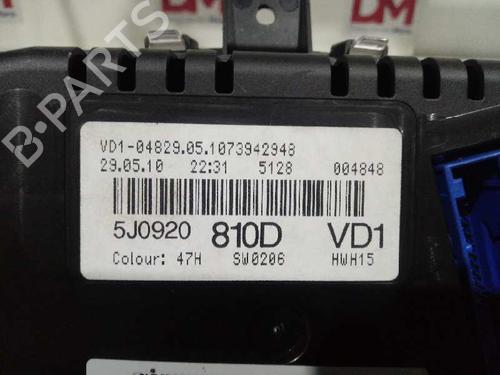 DM
DM
B-PARTS
VD1-04829.05.1073942948
29.05.10 22:31 5128 004848
5J0920 810D VD1
Colour: 47H SW0206 HWH15